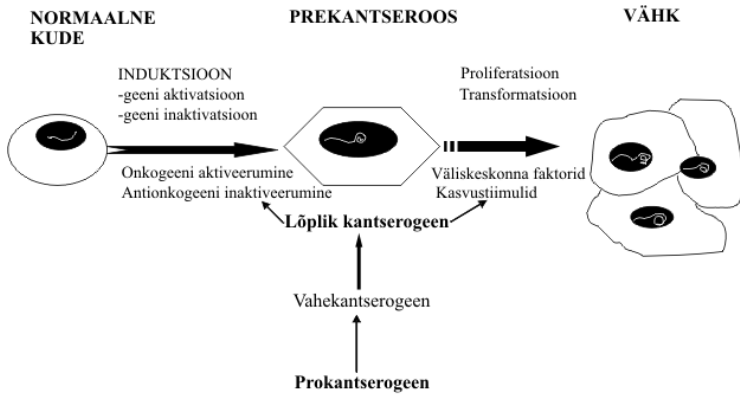 NORMAALNE
KUDE
PREKANTSEROOS
VÄHK
INDUKTSIOON
-geeni aktivatsioon
-geeni inaktivatsioon
Proliferatsioon
Transformatsioon
Onkogeeni aktiveerumine
Antionkogeeni inaktiveerumine
Väliskeskonna faktorid
Kasvustiimulid
Lõplik kantserogeen
Vahekantserogeen
Prokantserogeen